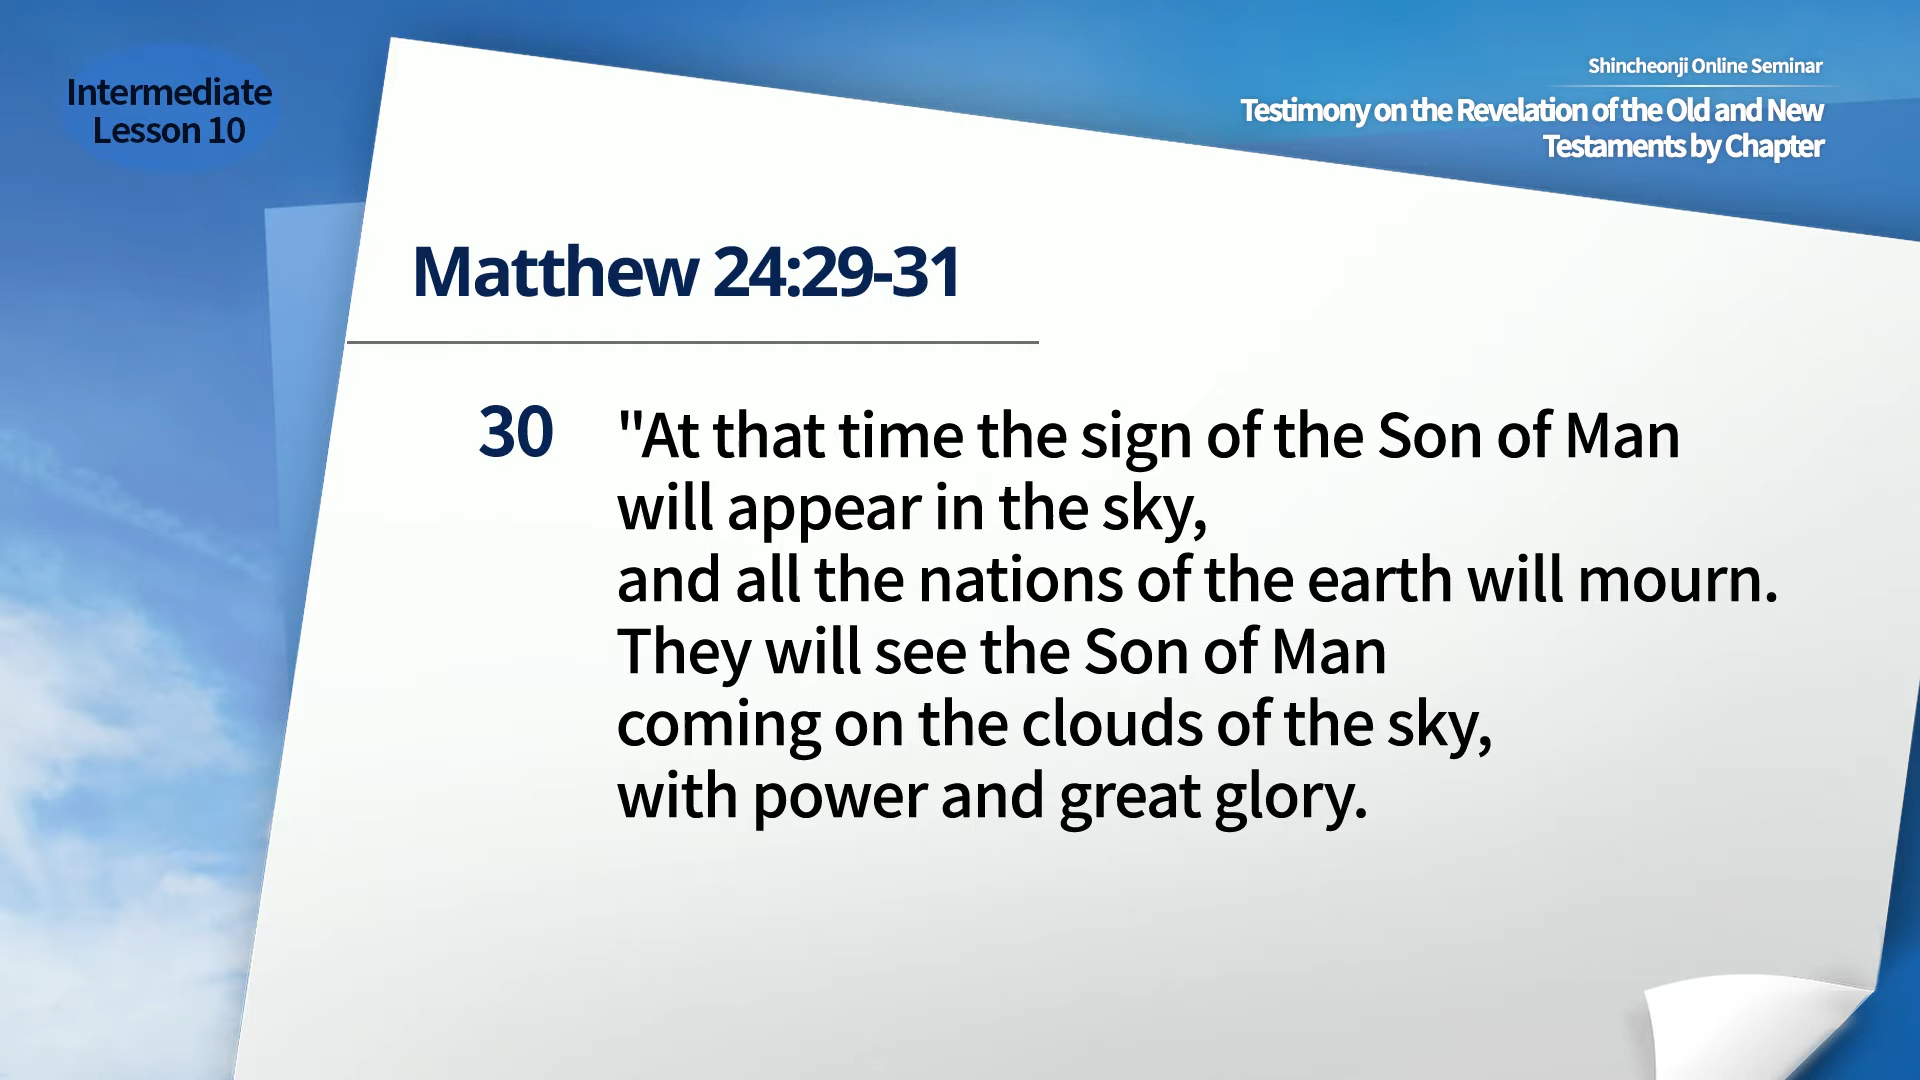 Intermediate
Lesson 10
Shincheonji Online Seminar
Testimony on the Revelation of the Old and New
Testaments by Chapter
Matthew 24:29-31
30 "At that time the sign of the Son of Man
will appear in the sky,
and all the nations of the earth will mourn.
They will see the Son of Man
coming on the clouds of the sky,
with power and great glory.